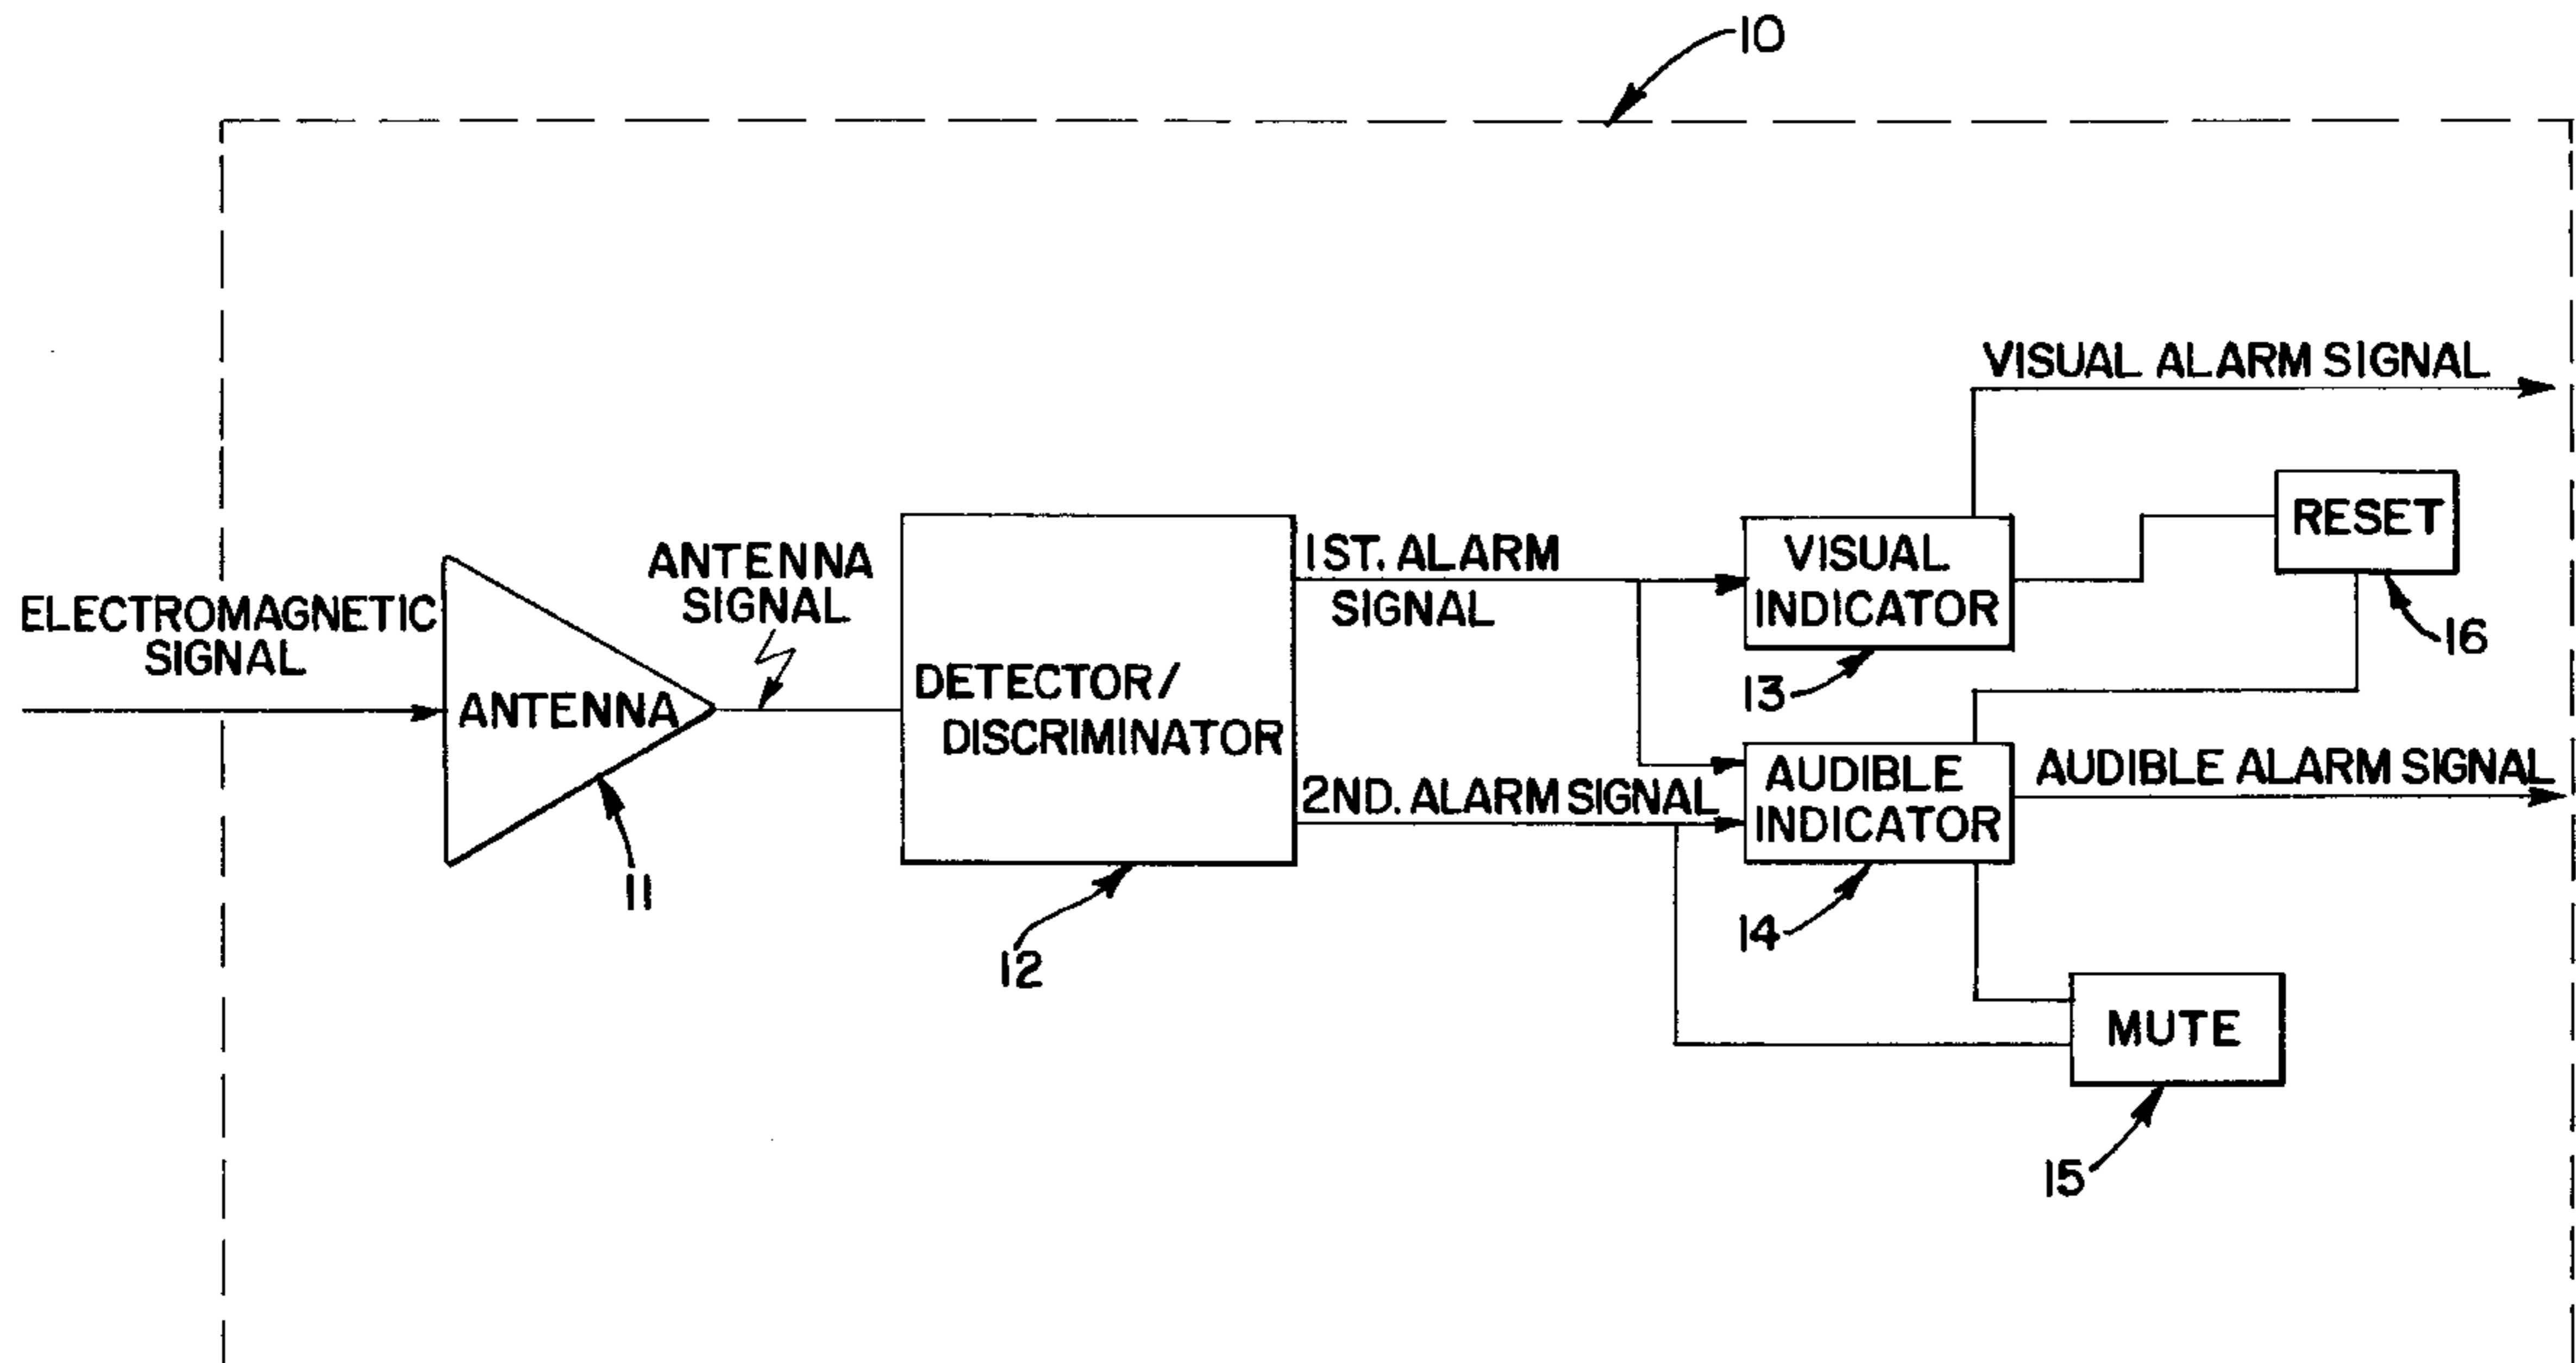 10
VISUAL ALARM SIGNAL
RESET
16
ELECTROMAGNETIC
SIGNAL
ANTENNA
11
ANTENNA
SIGNAL
DETECTOR/
DISCRIMINATOR
12
1ST. ALARM
SIGNAL
2ND. ALARM SIGNAL
VISUAL
INDICATOR
13
AUDIBLE
INDICATOR
14
AUDIBLE ALARM SIGNAL
MUTE
15